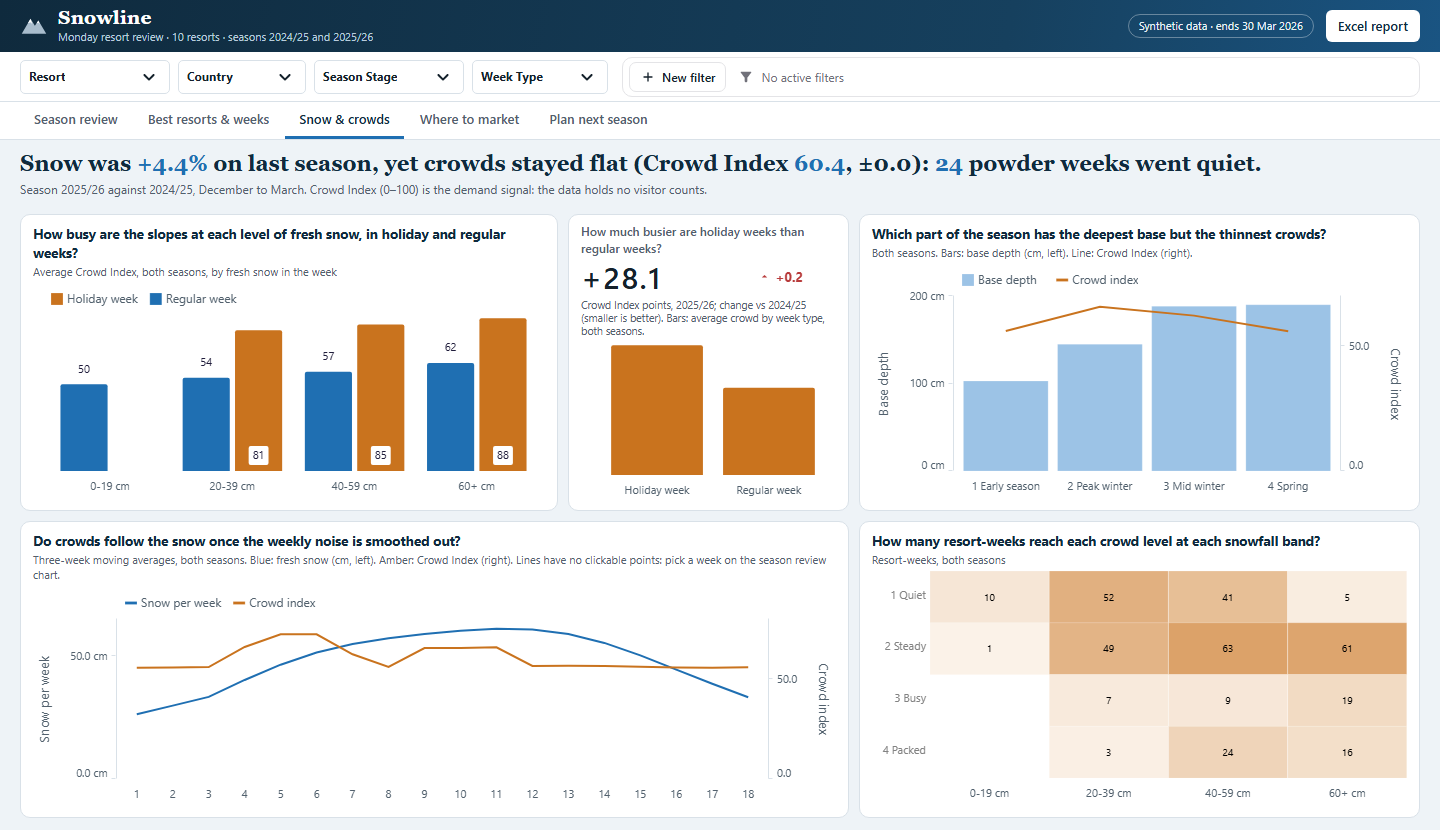 Snowline
Monday resort review · 10 resorts · seasons 2024/25 and 2025/26
Synthetic data · ends 30 Mar 2026
Excel report
Resort
Country
Season Stage
Week Type
+ New filter
No active filters
Season review
Best resorts & weeks
Snow & crowds
Where to market
Plan next season
Snow was +4.4% on last season, yet crowds stayed flat (Crowd Index 60.4, ±0.0): 24 powder weeks went quiet.
Season 2025/26 against 2024/25, December to March. Crowd Index (0–100) is the demand signal: the data holds no visitor counts.
How busy are the slopes at each level of fresh snow, in holiday and regular
weeks?
Average Crowd Index, both seasons, by fresh snow in the week
Holiday week
Regular week
50
54
81
57
85
62
88
0-19 cm
20-39 cm
40-59 cm
60+ cm
How much busier are holiday weeks than
regular weeks?
+28.1
+0.2
Crowd Index points, 2025/26; change vs 2024/25
(smaller is better). Bars: average crowd by week type,
both seasons.
Holiday week
Regular week
Which part of the season has the deepest base but the thinnest crowds?
Both seasons. Bars: base depth (cm, left). Line: Crowd Index (right).
Base depth
Crowd index
200 cm
100 cm
0 cm
Base depth
50.0
0.0
Crowd index
1 Early season
2 Peak winter
3 Mid winter
4 Spring
Do crowds follow the snow once the weekly noise is smoothed out?
Three-week moving averages, both seasons. Blue: fresh snow (cm, left). Amber: Crowd Index (right). Lines have no clickable points: pick a week on the season review
chart.
Snow per week
Crowd index
50.0 cm
0.0 cm
Snow per week
50.0
0.0
Crowd index
1 2 3 4 5 6 7 8 9 10 11 12 13 14 15 16 17 18
How many resort-weeks reach each crowd level at each snowfall band?
Resort-weeks, both seasons
1 Quiet 10 52 41 5
2 Steady 1 49 63 61
3 Busy 7 9 19
4 Packed 3 24 16
0-19 cm 20-39 cm 40-59 cm 60+ cm